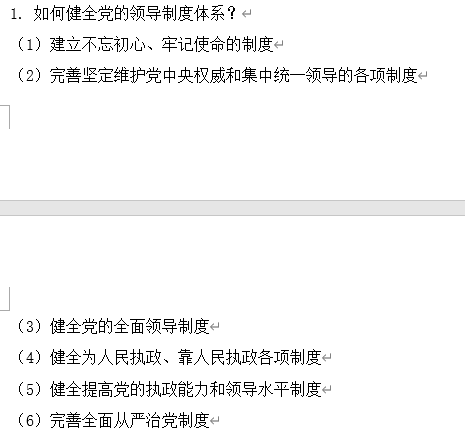 1. 如何健全党的领导制度体系？
（1）建立不忘初心、牢记使命的制度
（2）完善坚定维护党中央权威和集中统一领导的各项制度
（3）健全党的全面领导制度
（4）健全为人民执政、靠人民执政各项制度
（5）健全提高党的执政能力和领导水平制度
（6）完善全面从严治党制度